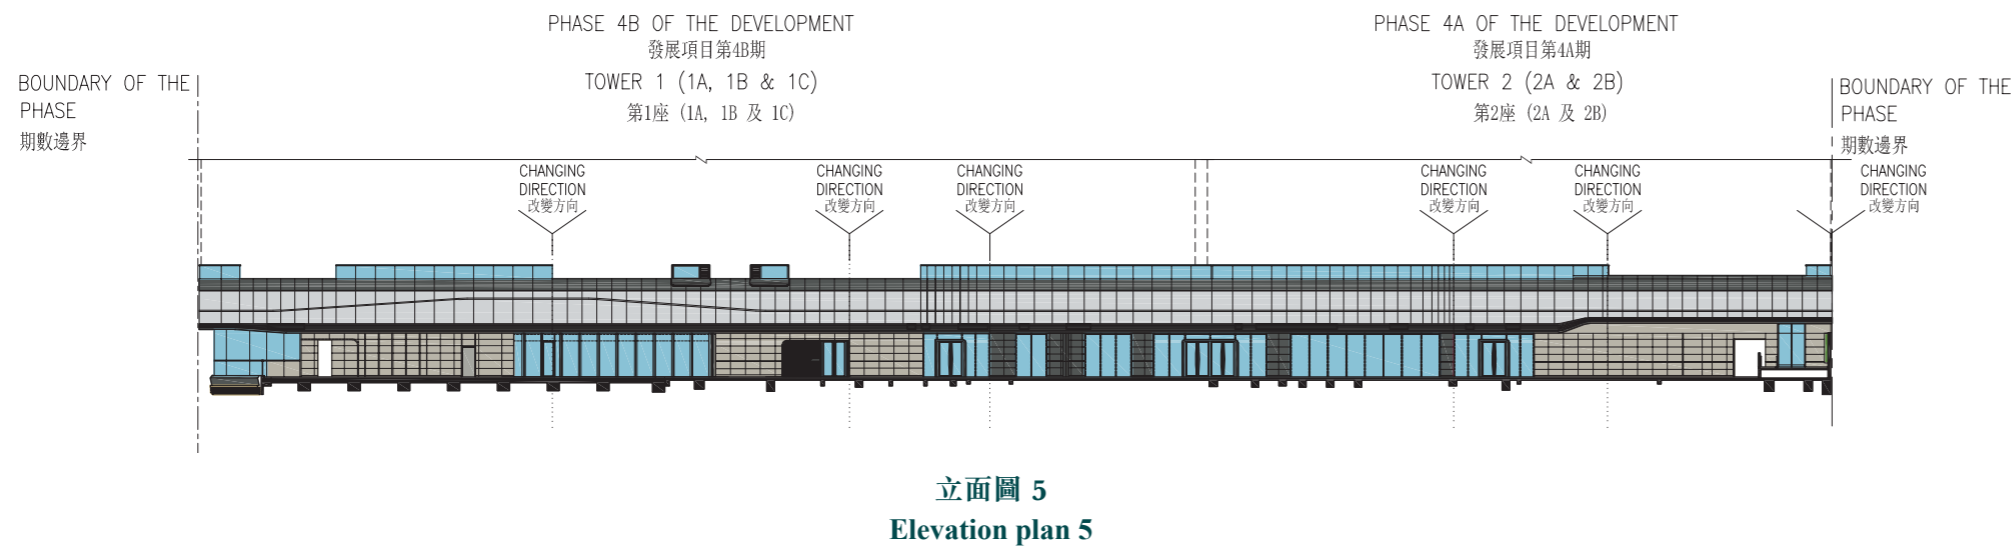 PHASE 4B OF THE DEVELOPMENT
發展項目第4B期
TOWER 1 (1A, 1B & 1C)
第1座 (1A, 1B 及 1C)
PHASE 4A OF THE DEVELOPMENT
發展項目第4A期
TOWER 2 (2A & 2B)
第2座 (2A 及 2B)
BOUNDARY OF THE
PHASE
期數邊界
BOUNDARY OF THE
PHASE
期數邊界
CHANGING
DIRECTION
改變方向
CHANGING
DIRECTION
改變方向
CHANGING
DIRECTION
改變方向
CHANGING
DIRECTION
改變方向
CHANGING
DIRECTION
改變方向
CHANGING
DIRECTION
改變方向
立面圖 5
Elevation plan 5